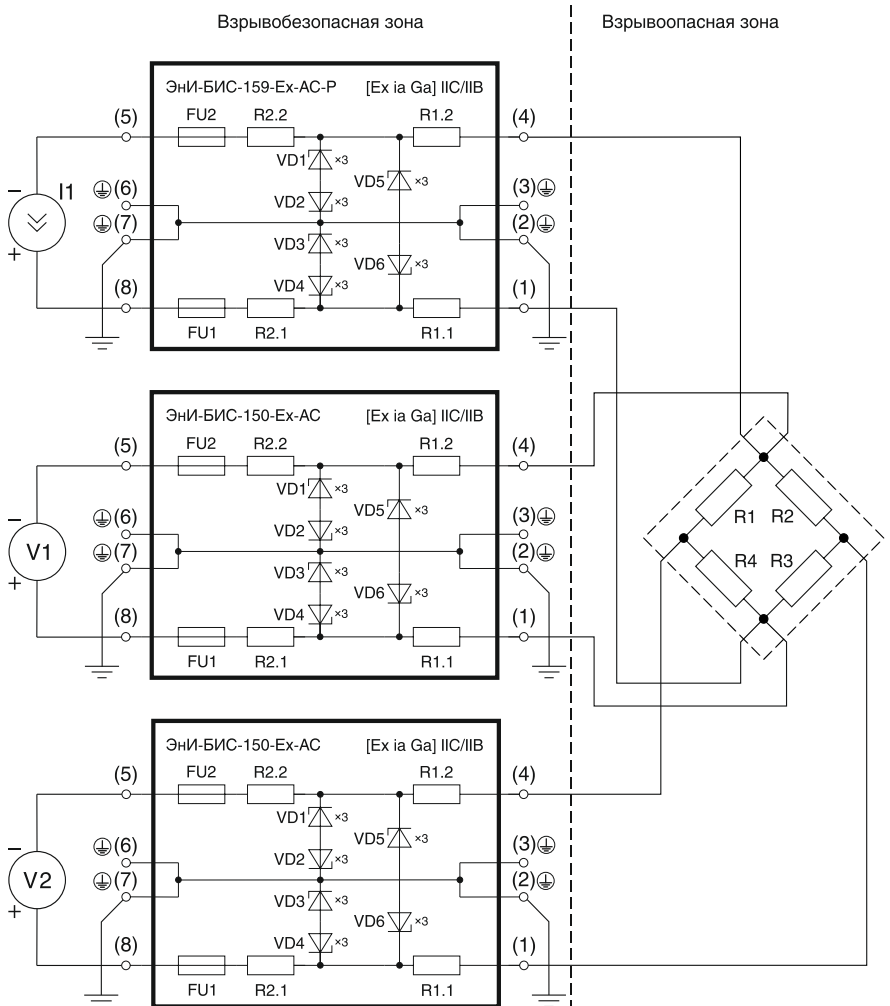 Взрывобезопасная зона
Взрывоопасная зона
ЭнИ-БИС-159-Ex-AC-P [Ex ia Ga] IIC/IIB
(5) FU2 R2.2 R1.2 (4)
VD1 ×3
VD5 ×3
− I1 (6) VD2 ×3 (3)
(7) (2)
+ VD3 ×3
VD6 ×3
VD4 ×3
(8) (1)
FU1 R2.1 R1.1
ЭнИ-БИС-150-Ex-AC [Ex ia Ga] IIC/IIB
(5) FU2 R2.2 R1.2 (4)
VD1 ×3
VD5 ×3
− (6) VD2 ×3 (3)
V1 (7) (2)
+ VD3 ×3
VD6 ×3
VD4 ×3
(8) (1)
FU1 R2.1 R1.1
R1 R2
R4 R3
ЭнИ-БИС-150-Ex-AC [Ex ia Ga] IIC/IIB
(5) FU2 R2.2 R1.2 (4)
VD1 ×3
VD5 ×3
− (6) VD2 ×3 (3)
V2 (7) (2)
+ VD3 ×3
VD6 ×3
VD4 ×3
(8) (1)
FU1 R2.1 R1.1